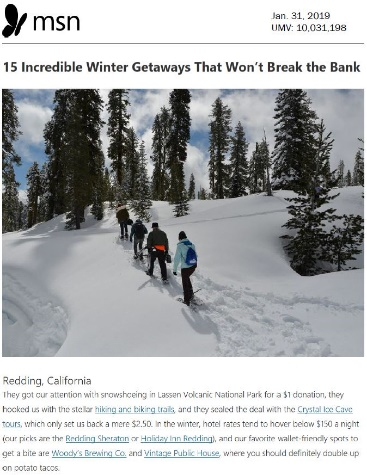 msn
Jan. 31, 2019
UMV: 10,031,198
15 Incredible Winter Getaways That Won't Break the Bank
Redding, California
They got our attention with snowshoeing in Lassen Volcanic National Park for a $1 donation, they
hooked us with the stellar hiking and biking trails, and they sealed the deal with the Crystal Ice Cave
tours, which only set us back a mere $2.50. In the winter, hotel rates tend to hover below $150 a night
(our picks are the Redding Sheraton or Holiday Inn Redding), and our favorite wallet-friendly spots to
get a bite are Woody's Brewing Co. and Vintage Public House, where you should definitely double up
on potato tacos.